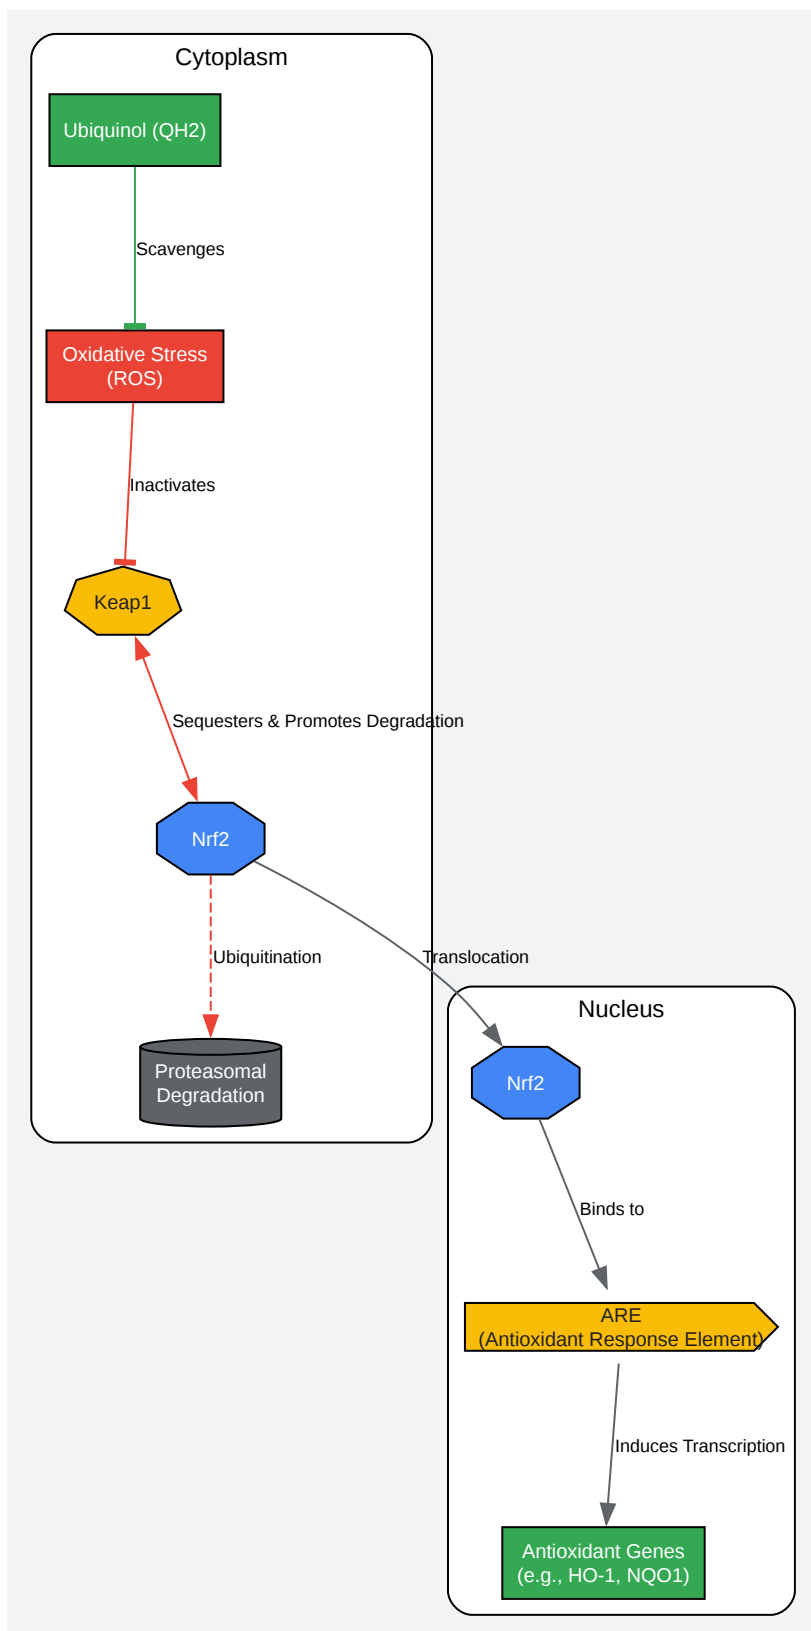 Cytoplasm
Ubiquinol (QH2)
Scavenges
Oxidative Stress
(ROS)
Inactivates
Keap1
Sequesters & Promotes Degradation
Nrf2
Ubiquitination
Translocation
Proteasomal
Degradation
Nucleus
Nrf2
Binds to
ARE
(Antioxidant Response Element)
Induces Transcription
Antioxidant Genes
(e.g., HO-1, NQO1)